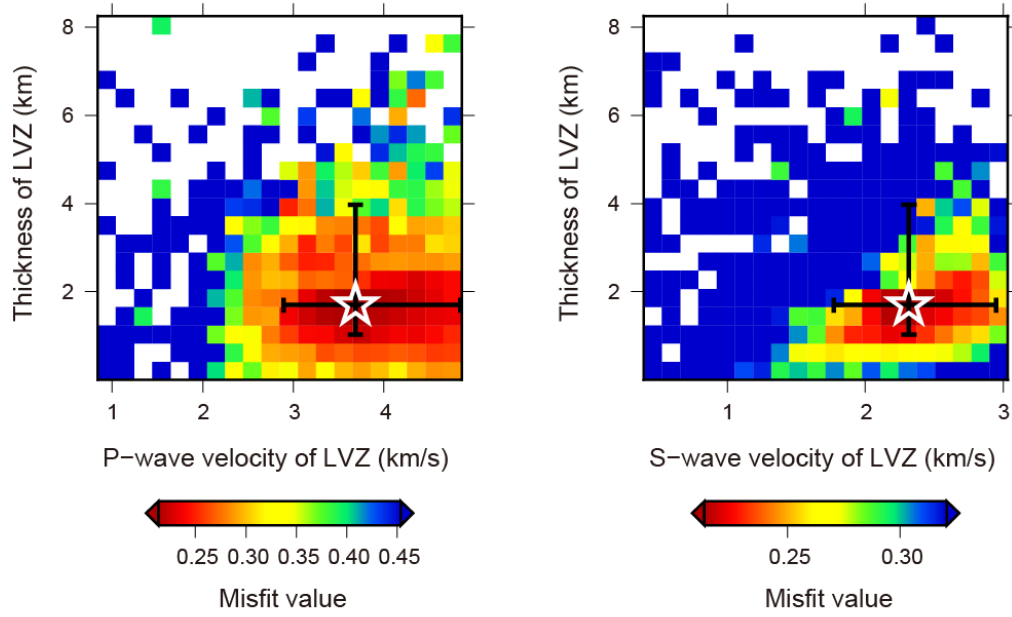 Thickness of LVZ (km)
8
6
4
2
1 2 3 4
P−wave velocity of LVZ (km/s)
0.25 0.30 0.35 0.40 0.45
Misfit value
Thickness of LVZ (km)
8
6
4
2
1 2 3
S−wave velocity of LVZ (km/s)
0.25 0.30
Misfit value